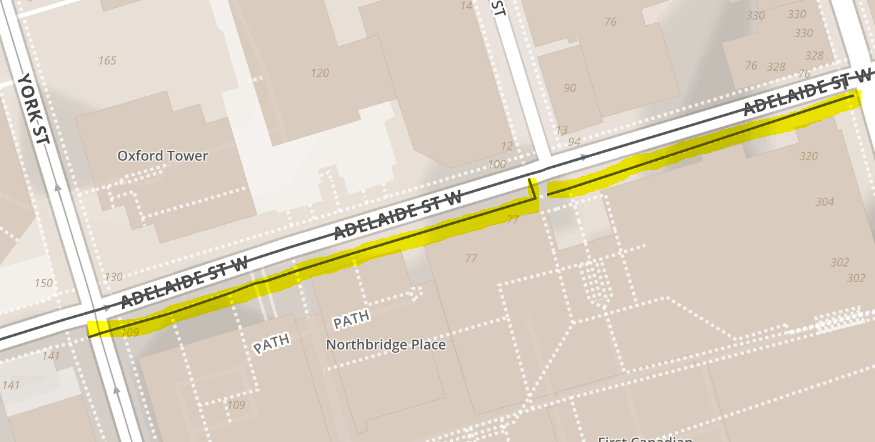 14
ST
76
330
330
330
165
YORK ST
120
90
76
328
328
76
ADELAIDE ST W
13
94
12
100
Oxford Tower
320
304
ADELAIDE ST W
77
77
302
302
150
130
ADELAIDE ST W
109
PATH
PATH
Northbridge Place
141
141
109
First Canadian